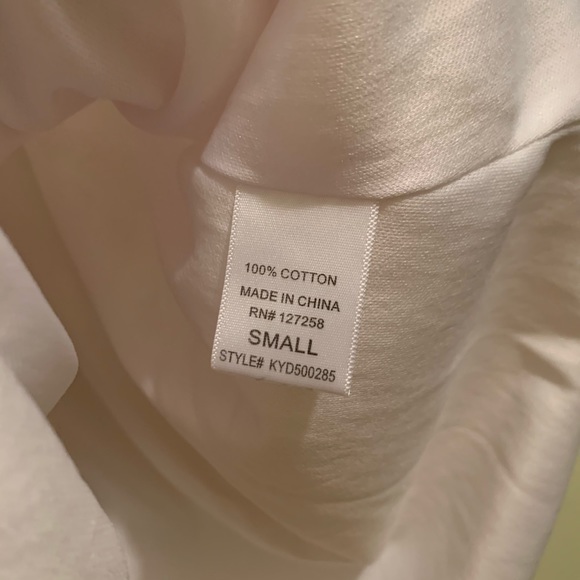 100% COTTON
MADE IN CHINA
RN# 127258
SMALL
STYLE# KYD500285